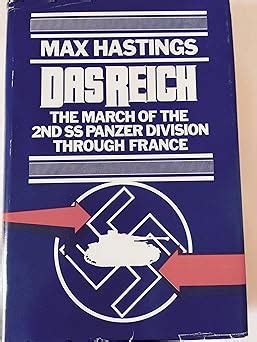 MAX HASTINGS
DAS REICH
THE MARCH OF THE
2ND SS PANZER DIVISION
THROUGH FRANCE